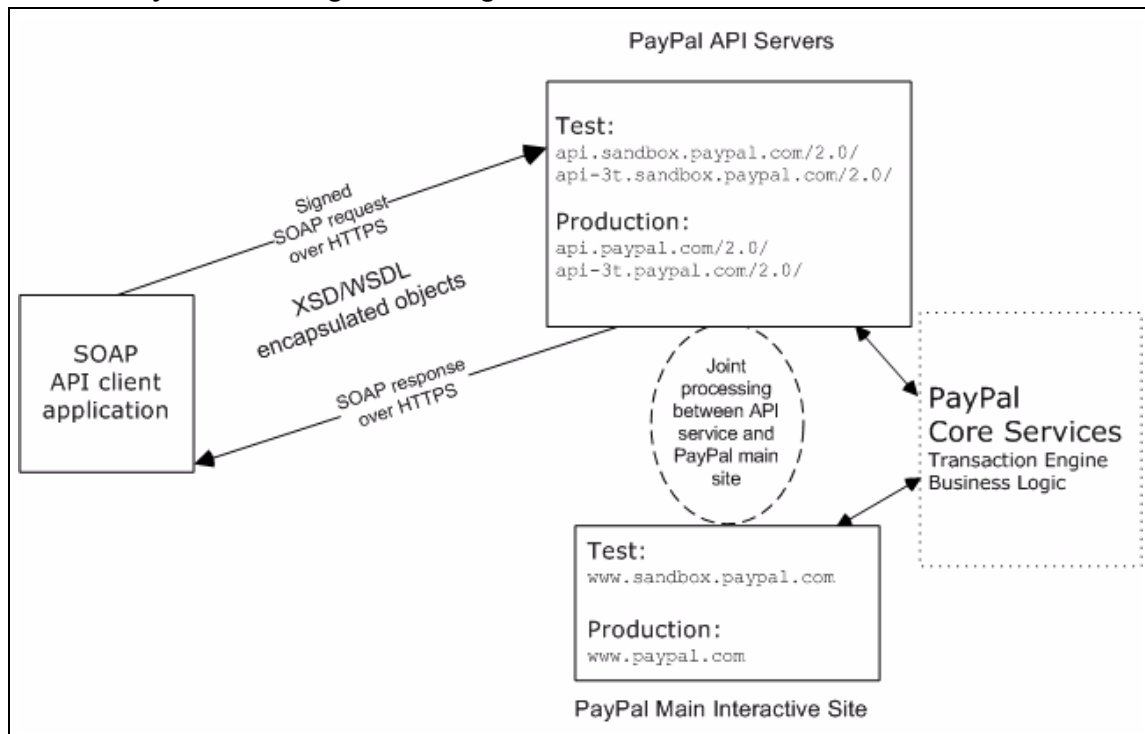 PayPal API Servers
Test:
api.sandbox.paypal.com/2.0/
api-3t.sandbox.paypal.com/2.0/
Production:
api.paypal.com/2.0/
api-3t.paypal.com/2.0/
Signed
SOAP request
over HTTPS
XSD/WSDL
encapsulated objects
SOAP
API client
application
SOAP response
over HTTPS
Joint
processing
between API
service and
PayPal main
site
PayPal
Core Services
Transaction Engine
Business Logic
Test:
www.sandbox.paypal.com
Production:
www.paypal.com
PayPal Main Interactive Site